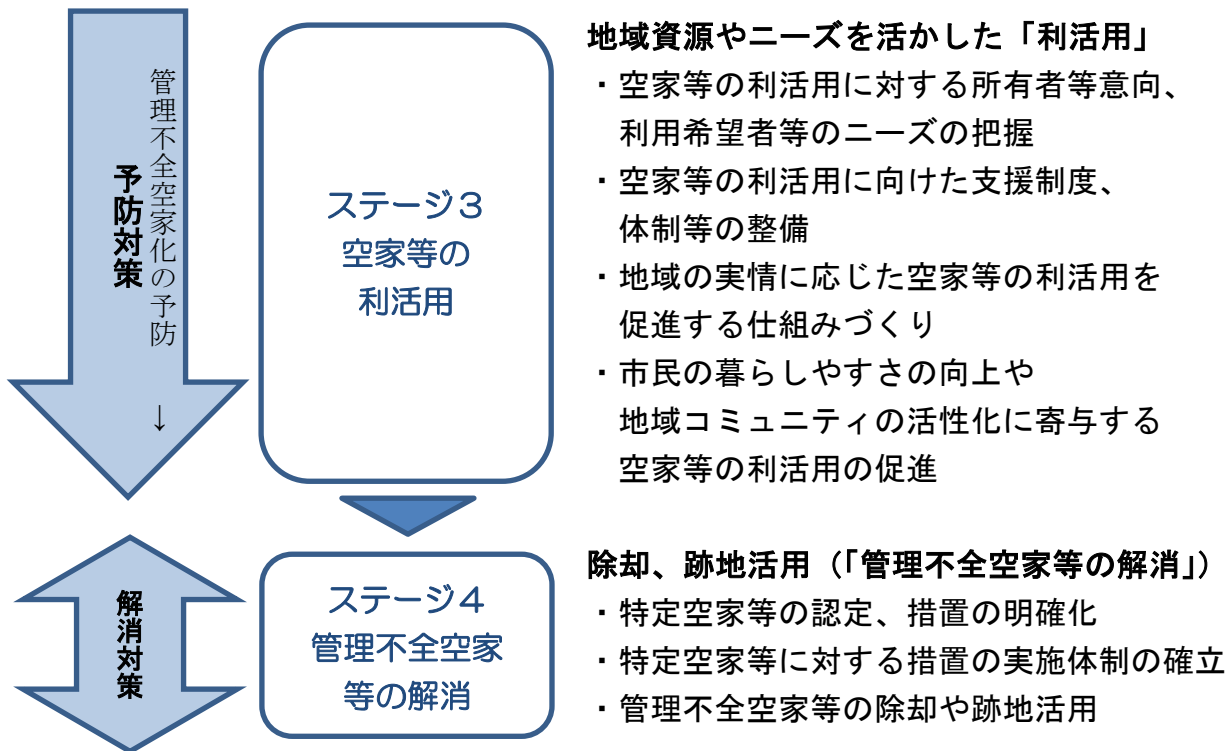 管理不全空家化の予防 ↓
予防対策
ステージ3
空家等の
利活用
地域資源やニーズを活かした「利活用」
・空家等の利活用に対する所有者等意向、
利用希望者等のニーズの把握
・空家等の利活用に向けた支援制度、
体制等の整備
・地域の実情に応じた空家等の利活用を
促進する仕組みづくり
・市民の暮らしやすさの向上や
地域コミュニティの活性化に寄与する
空家等の利活用の促進
解消対策
ステージ4
管理不全空家
等の解消
除却、跡地活用（「管理不全空家等の解消」）
・特定空家等の認定、措置の明確化
・特定空家等に対する措置の実施体制の確立
・管理不全空家等の除却や跡地活用